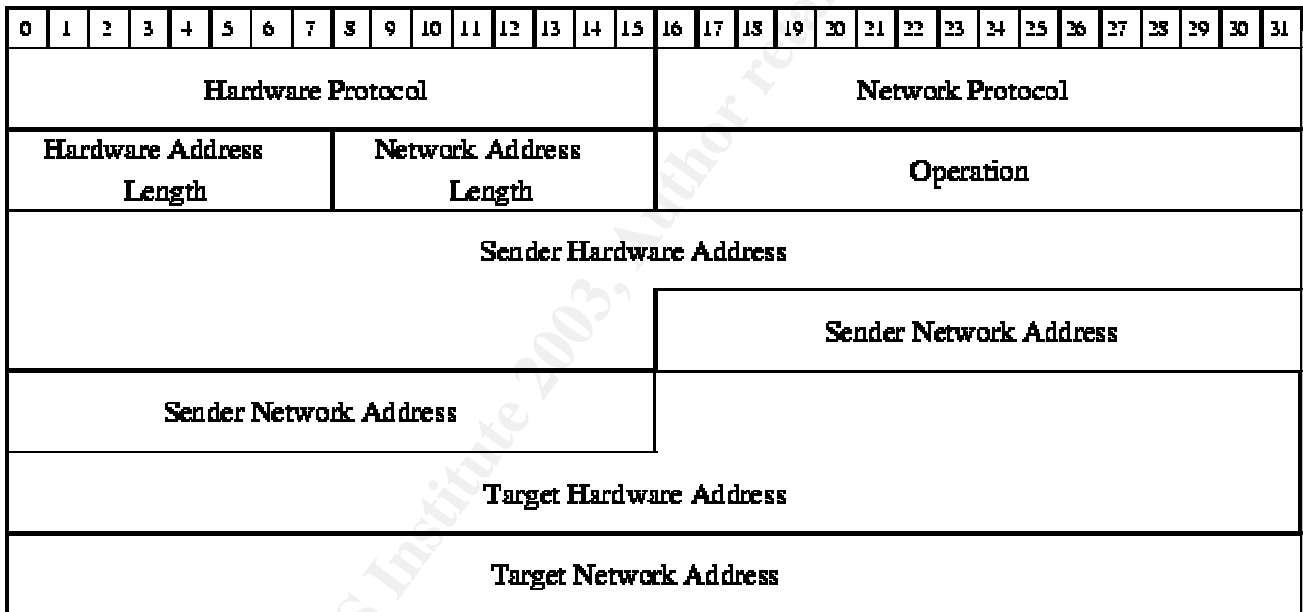 0 1 2 3 4 5 6 7 8 9 10 11 12 13 14 15 16 17 18 19 20 21 22 23 24 25 26 27 28 29 30 31
Hardware Protocol Network Protocol
Hardware Address Network Address
Length Length
Operation
Sender Hardware Address
Sender Network Address
Sender Network Address
Target Hardware Address
Target Network Address
S Institute 2003, Author